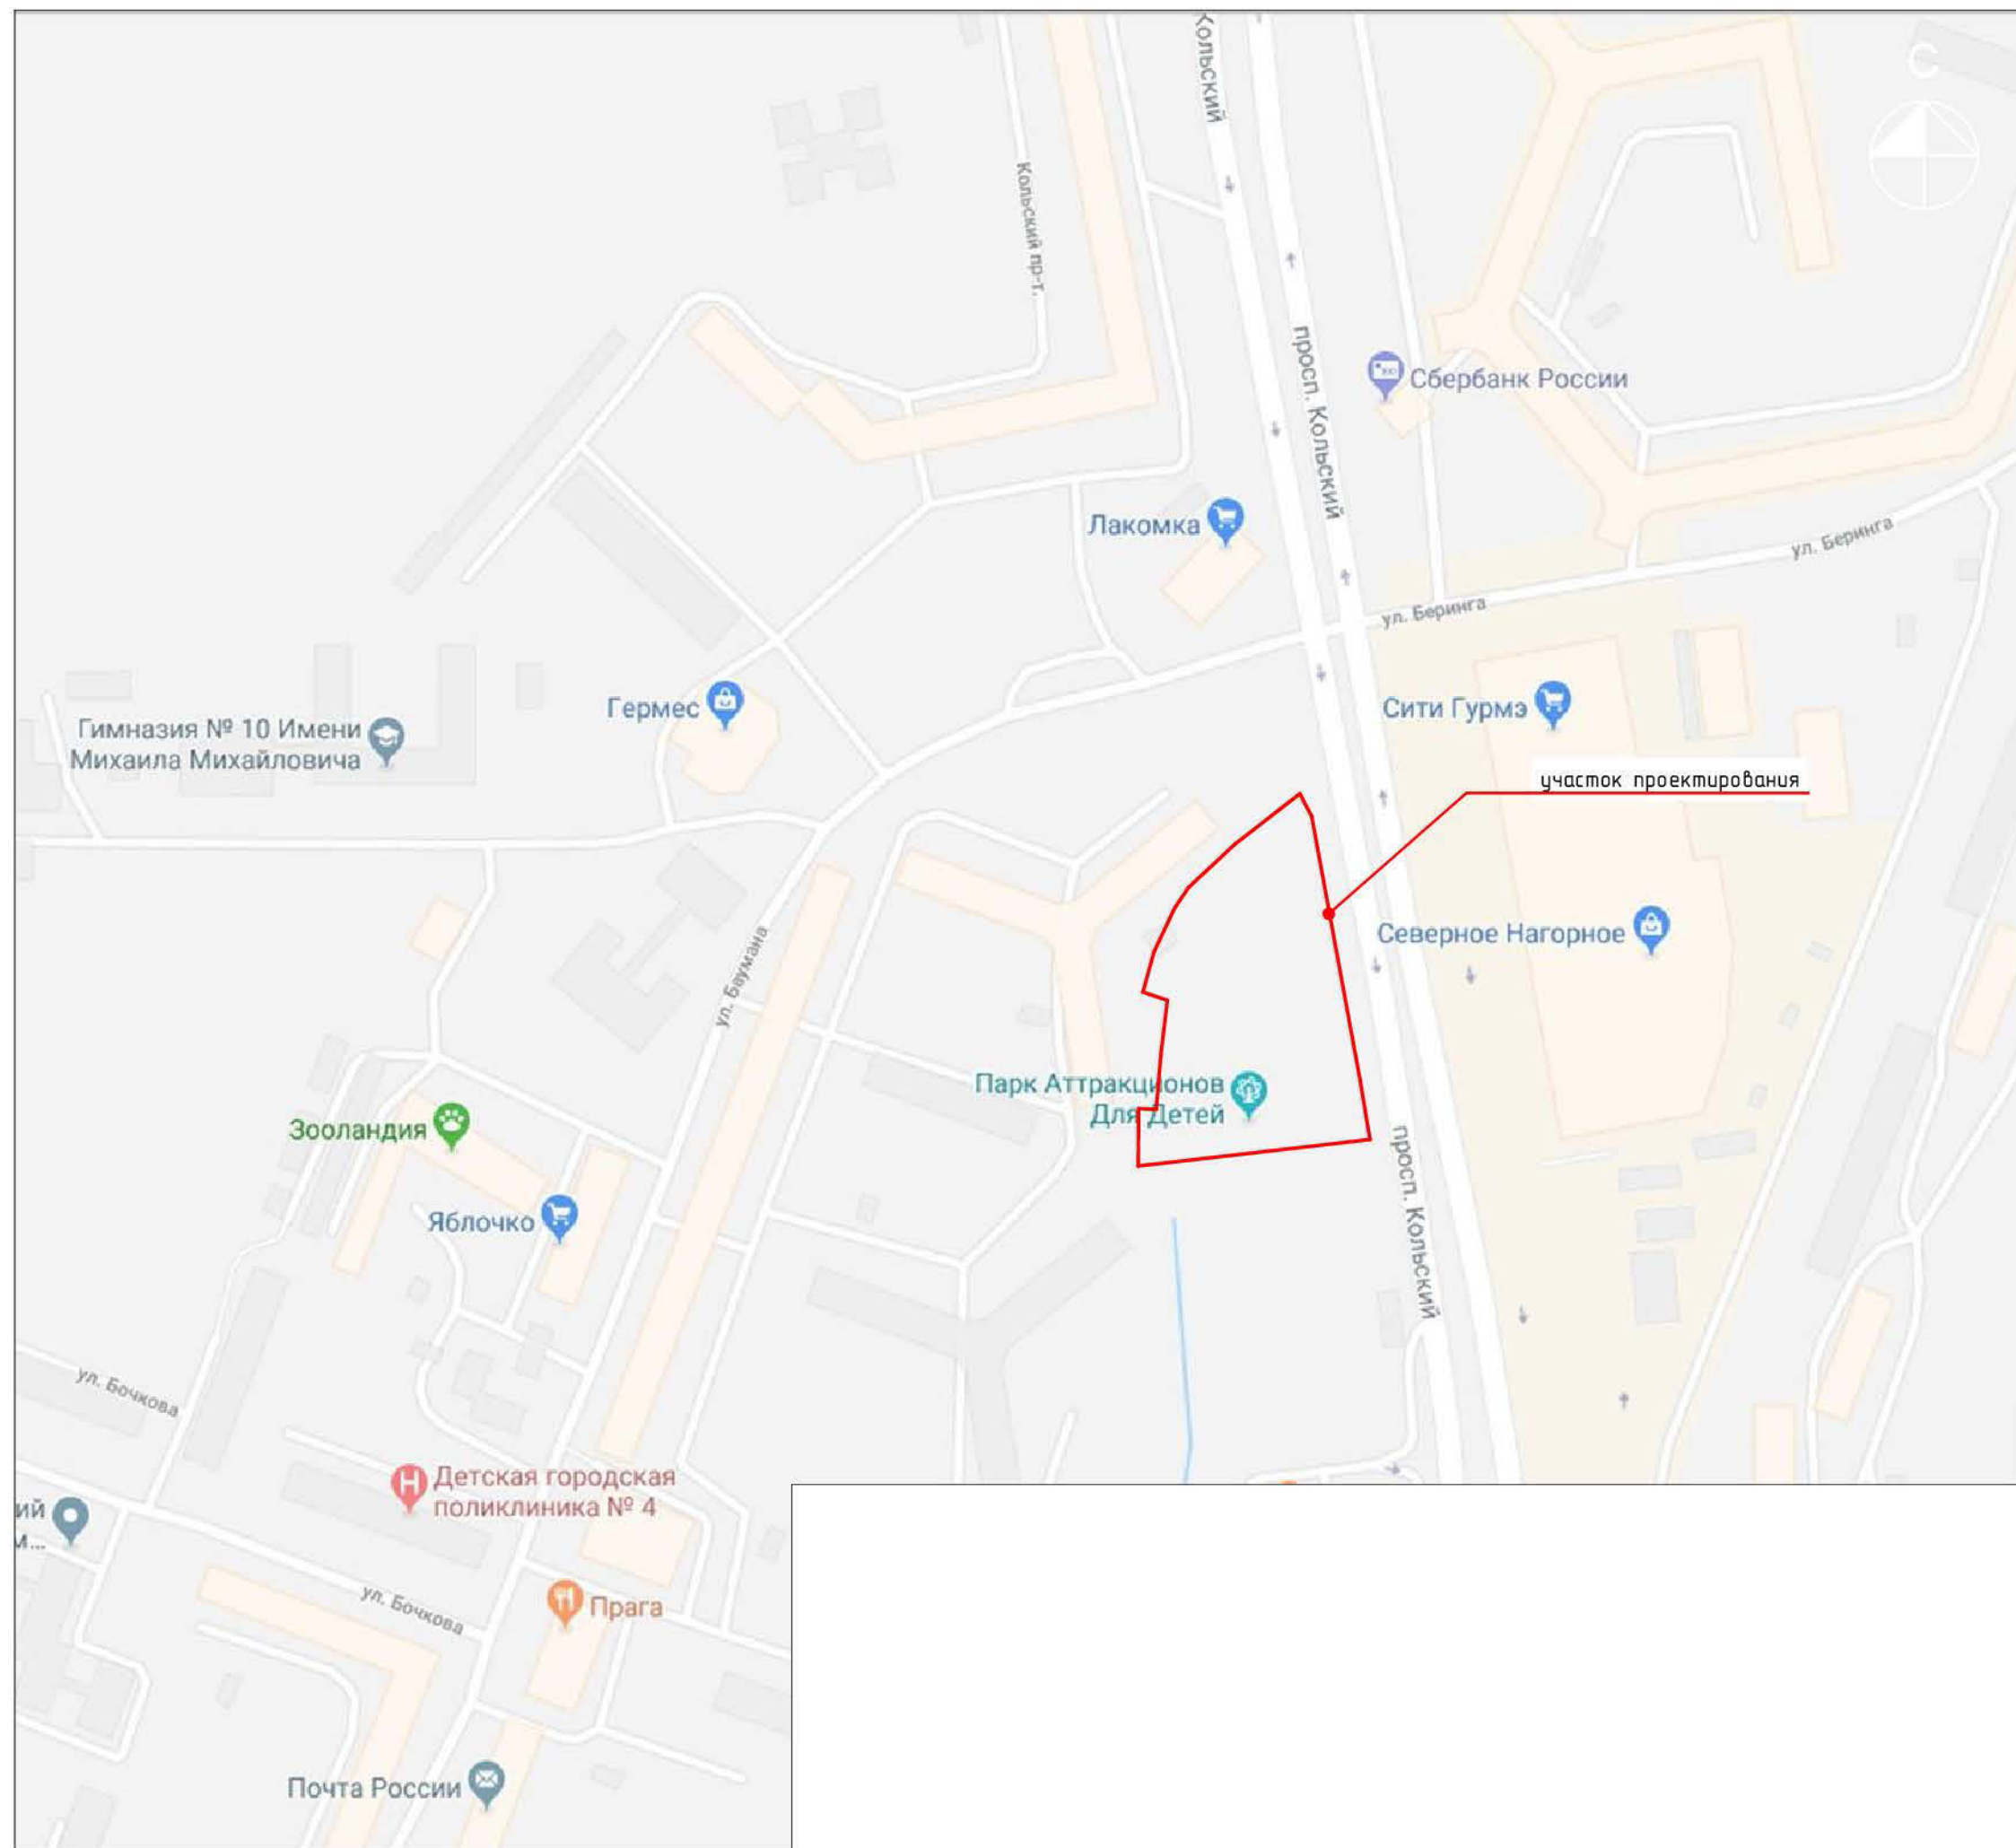 Кольский
С
Кольский пр-т.
просп. Кольский
Сбербанк России
Лакомка
ул. Беринга
ул. Беринга
Гермес
Сити Гурмэ
Гимназия № 10 Имени
Михаила Михайловича
участок проектирования
Северное Нагорное
ул. Баумана
Парк Аттракционов
Для Детей
Зооландия
просп. Кольский
Яблочко
ул. Бочкова
Детская городская
поликлиника № 4
ий
м...
ул. Бочкова
Прага
Почта России